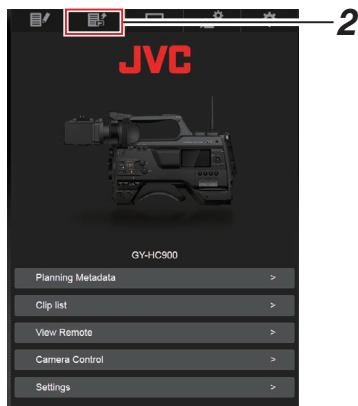 2
JVC
GY-HC900
Planning Metadata >
Clip list >
View Remote >
Camera Control >
Settings >